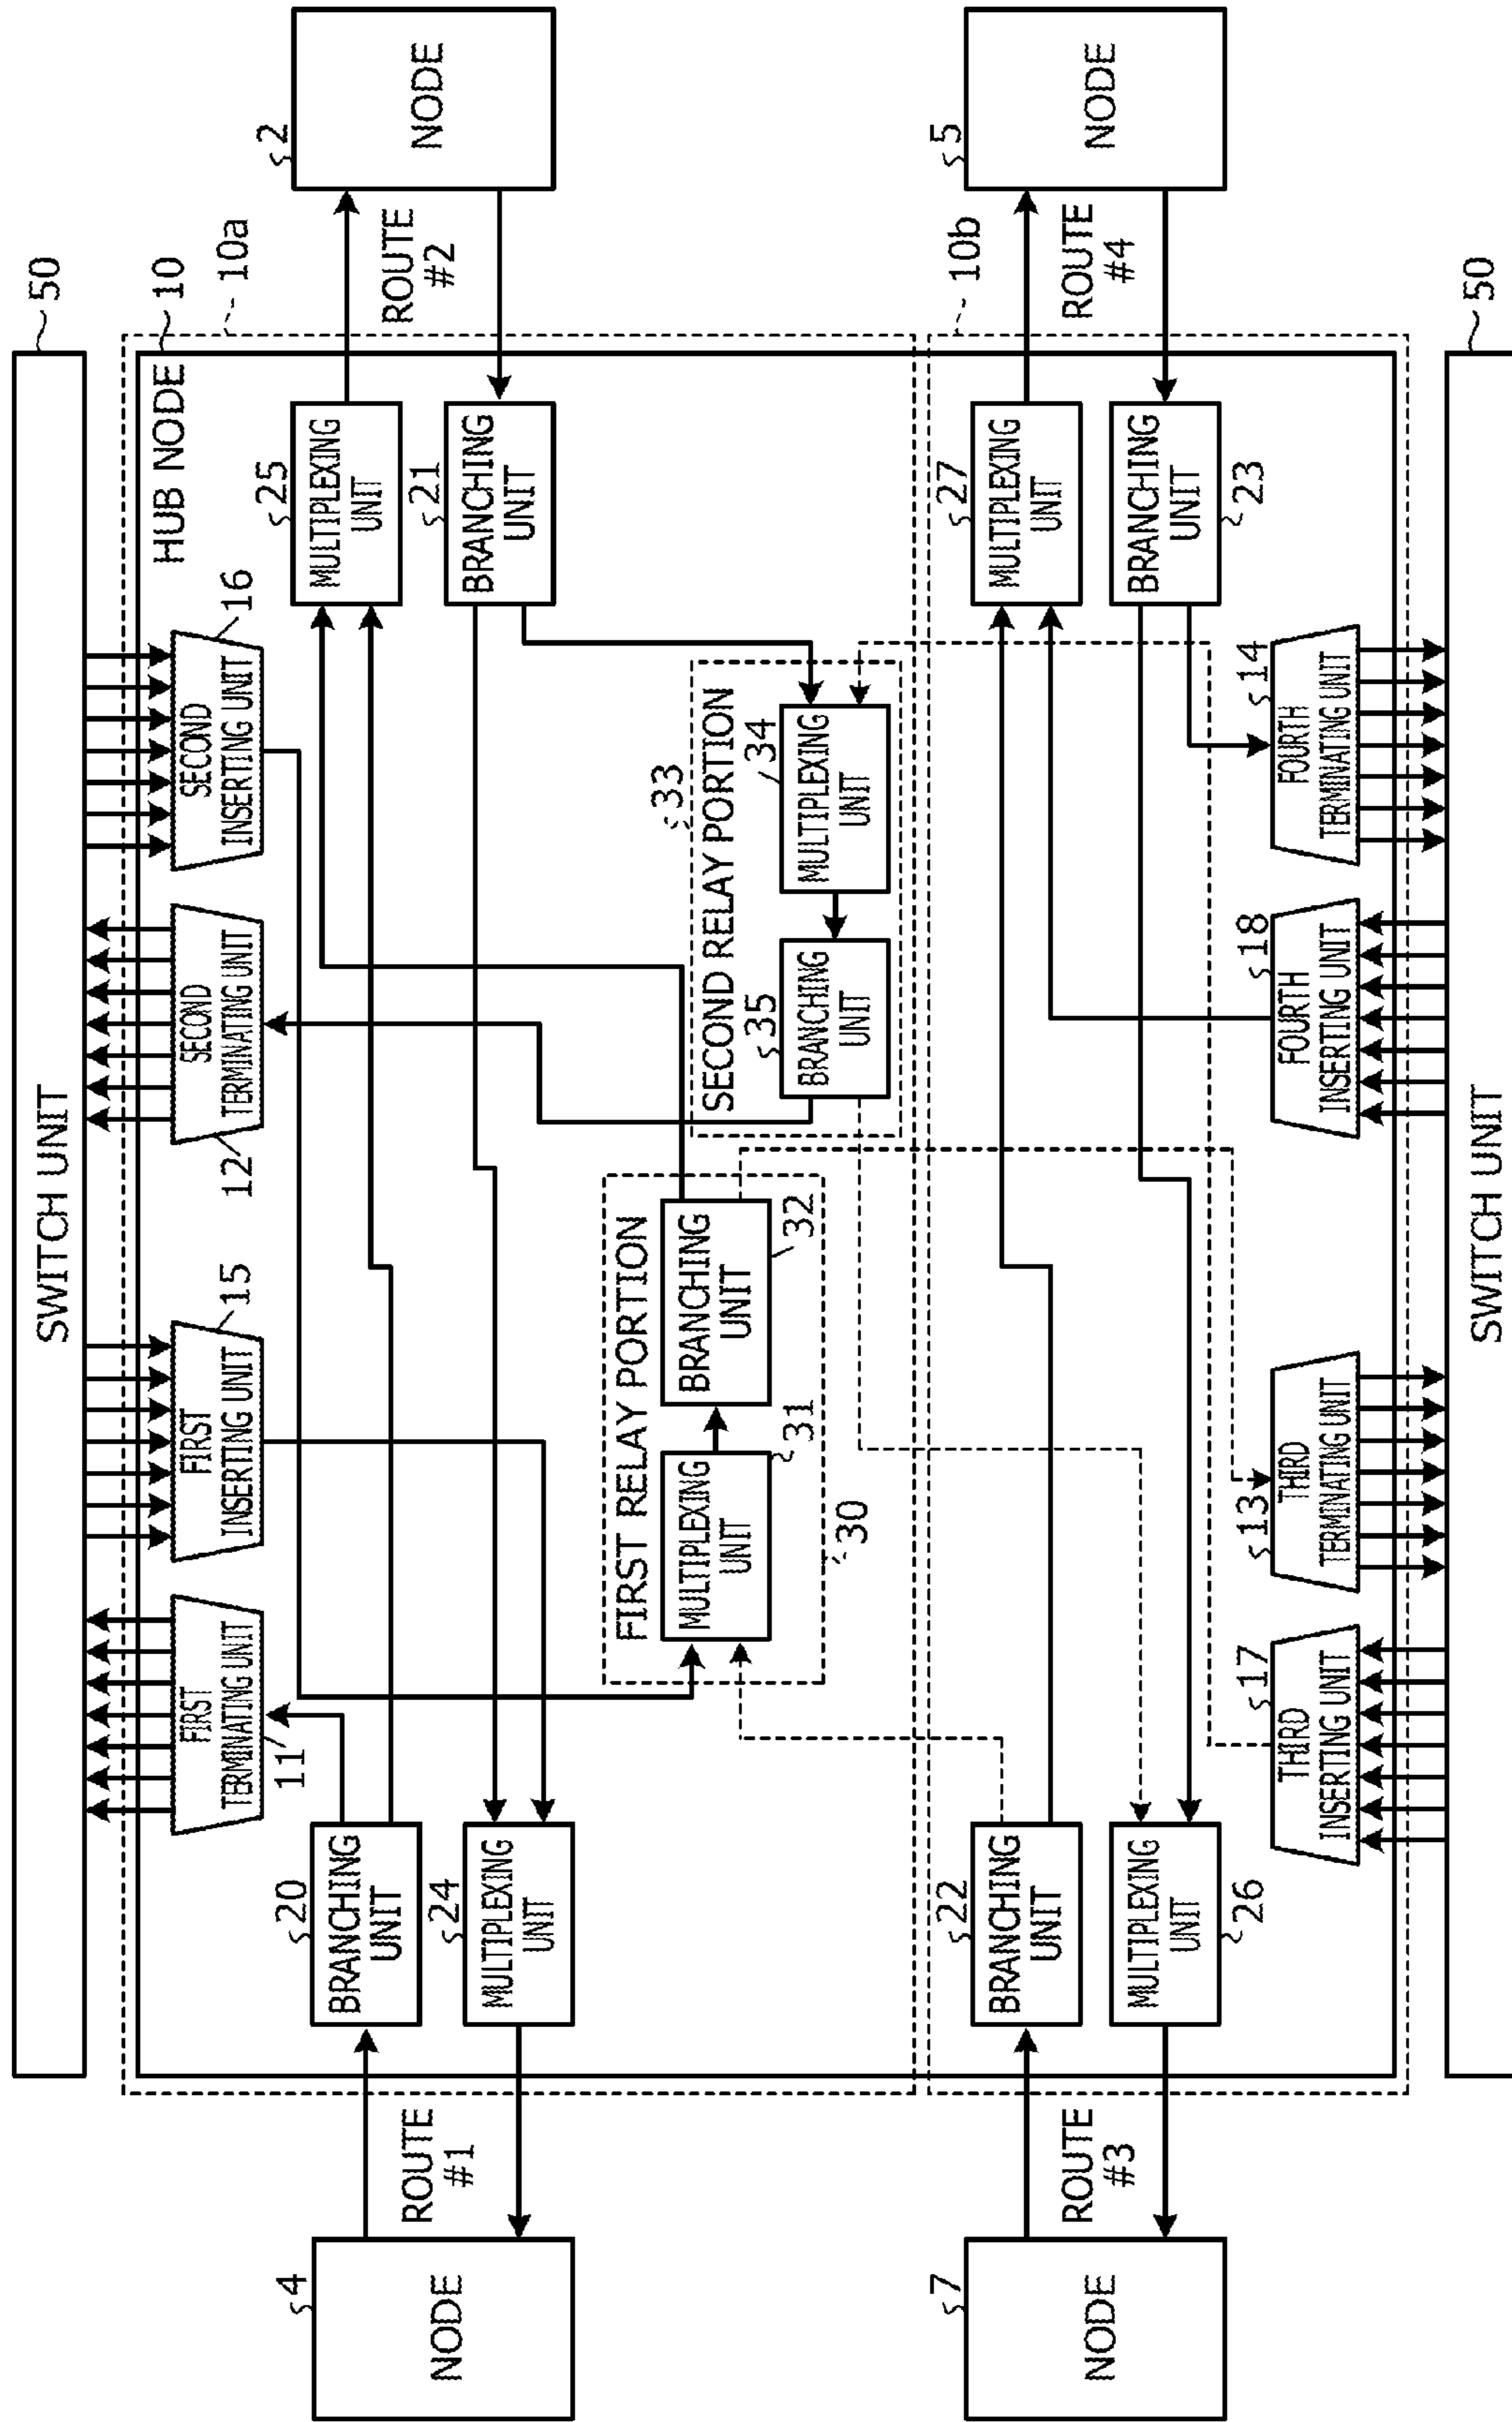 SWITCH UNIT
50
HUB NODE
10
10a
FIRST
TERMINATING UNIT
11
FIRST
INSERTING UNIT
15
SECOND
TERMINATING UNIT
12
SECOND
INSERTING UNIT
16
4
NODE
ROUTE
#1
20
BRANCHING
UNIT
24
MULTIPLEXING
UNIT
25
MULTIPLEXING
UNIT
21
BRANCHING
UNIT
ROUTE
#2
2
NODE
FIRST RELAY PORTION
30
MULTIPLEXING
UNIT
31
BRANCHING
UNIT
32
SECOND RELAY PORTION
33
35
BRANCHING
UNIT
34
MULTIPLEXING
UNIT
10b
7
NODE
ROUTE
#3
22
BRANCHING
UNIT
MULTIPLEXING
UNIT
26
27
MULTIPLEXING
UNIT
BRANCHING
UNIT
23
ROUTE
#4
5
NODE
17
THIRD
INSERTING UNIT
13
THIRD
TERMINATING UNIT
18
FOURTH
INSERTING UNIT
14
FOURTH
TERMINATING UNIT
SWITCH UNIT
50